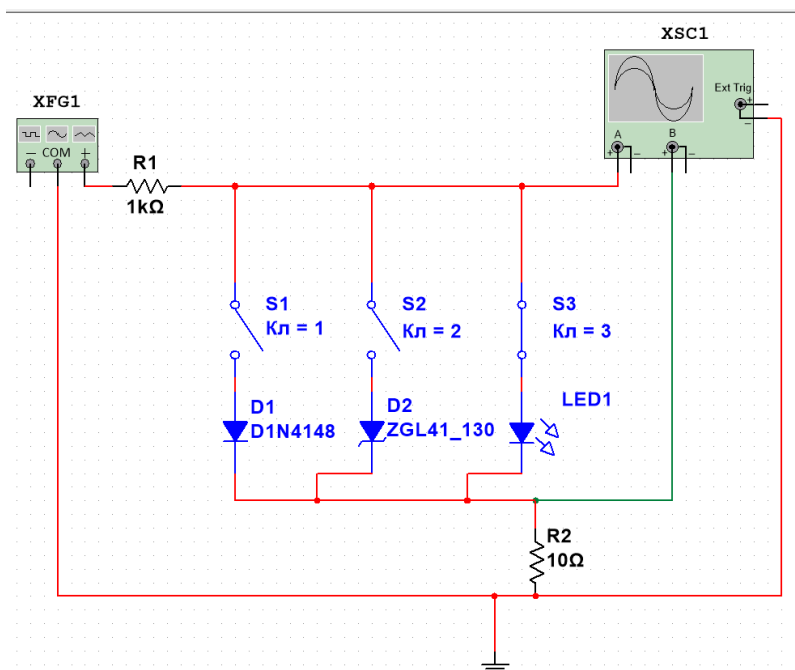 XSC1
Ext Trig
+
−
A
B
+ − + −
XFG1
− COM +
R1
1kΩ
S1
Кл = 1
S2
Кл = 2
S3
Кл = 3
D1
D1N4148
D2
ZGL41_130
LED1
R2
10Ω